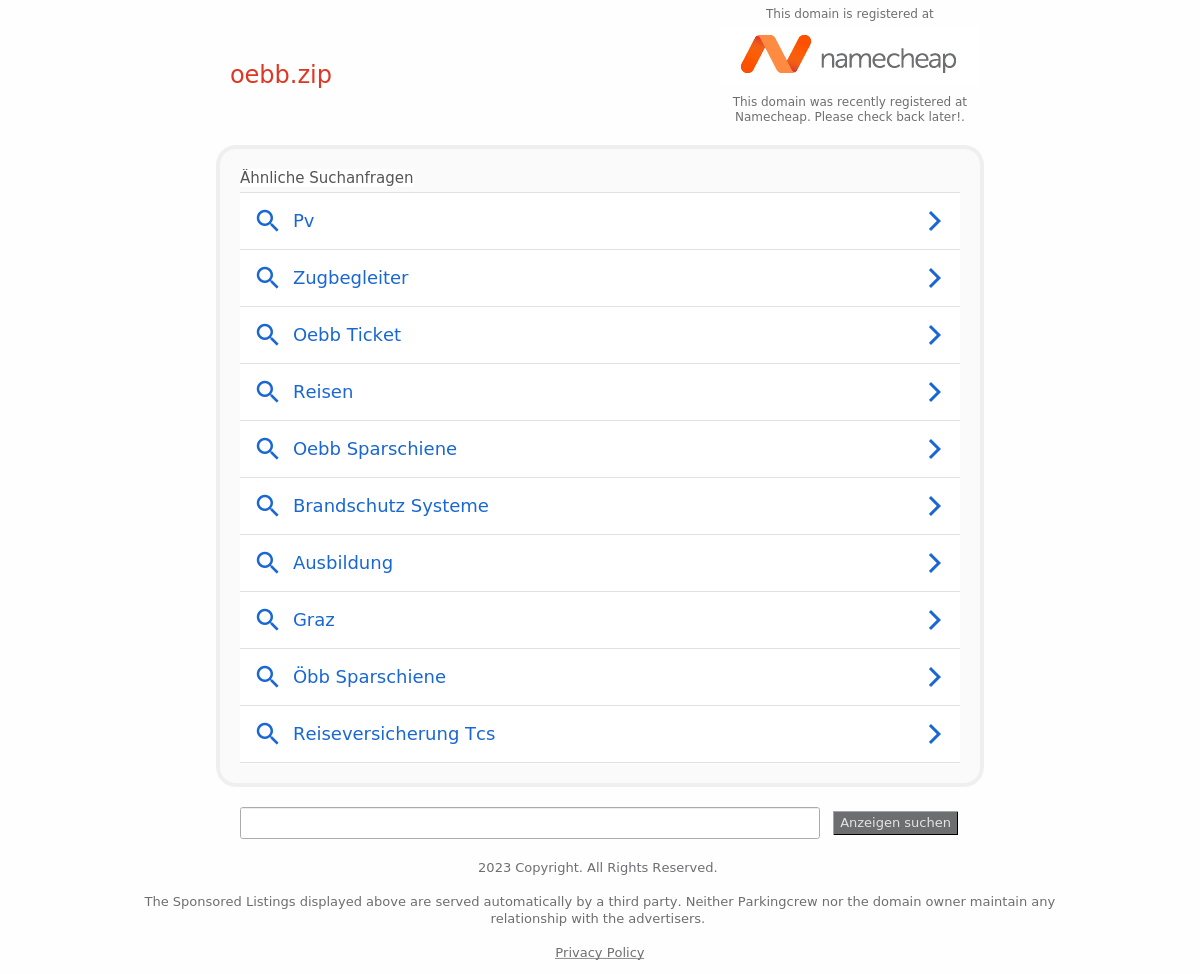 This domain is registered at
oebb.zip
namecheap
This domain was recently registered at
Namecheap. Please check back later!.
Ähnliche Suchanfragen
Pv
Zugbegleiter
Oebb Ticket
Reisen
Oebb Sparschiene
Brandschutz Systeme
Ausbildung
Graz
Öbb Sparschiene
Reiseversicherung Tcs
Anzeigen suchen
2023 Copyright. All Rights Reserved.
The Sponsored Listings displayed above are served automatically by a third party. Neither Parkingcrew nor the domain owner maintain any
relationship with the advertisers.
Privacy Policy